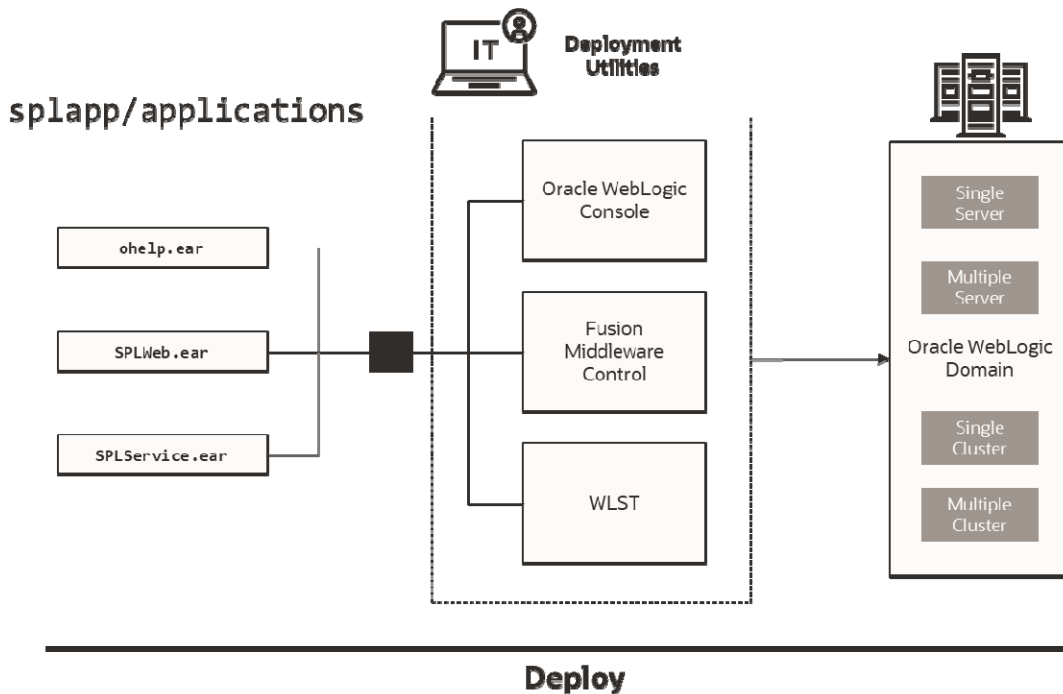 IT
Deployment
Utilities
splapp/applications
ohelp.ear
SPLWeb.ear
SPLService.ear
Oracle WebLogic
Console
Fusion
Middleware
Control
WLST
Single
Server
Multiple
Server
Oracle WebLogic
Domain
Single
Cluster
Multiple
Cluster
Deploy